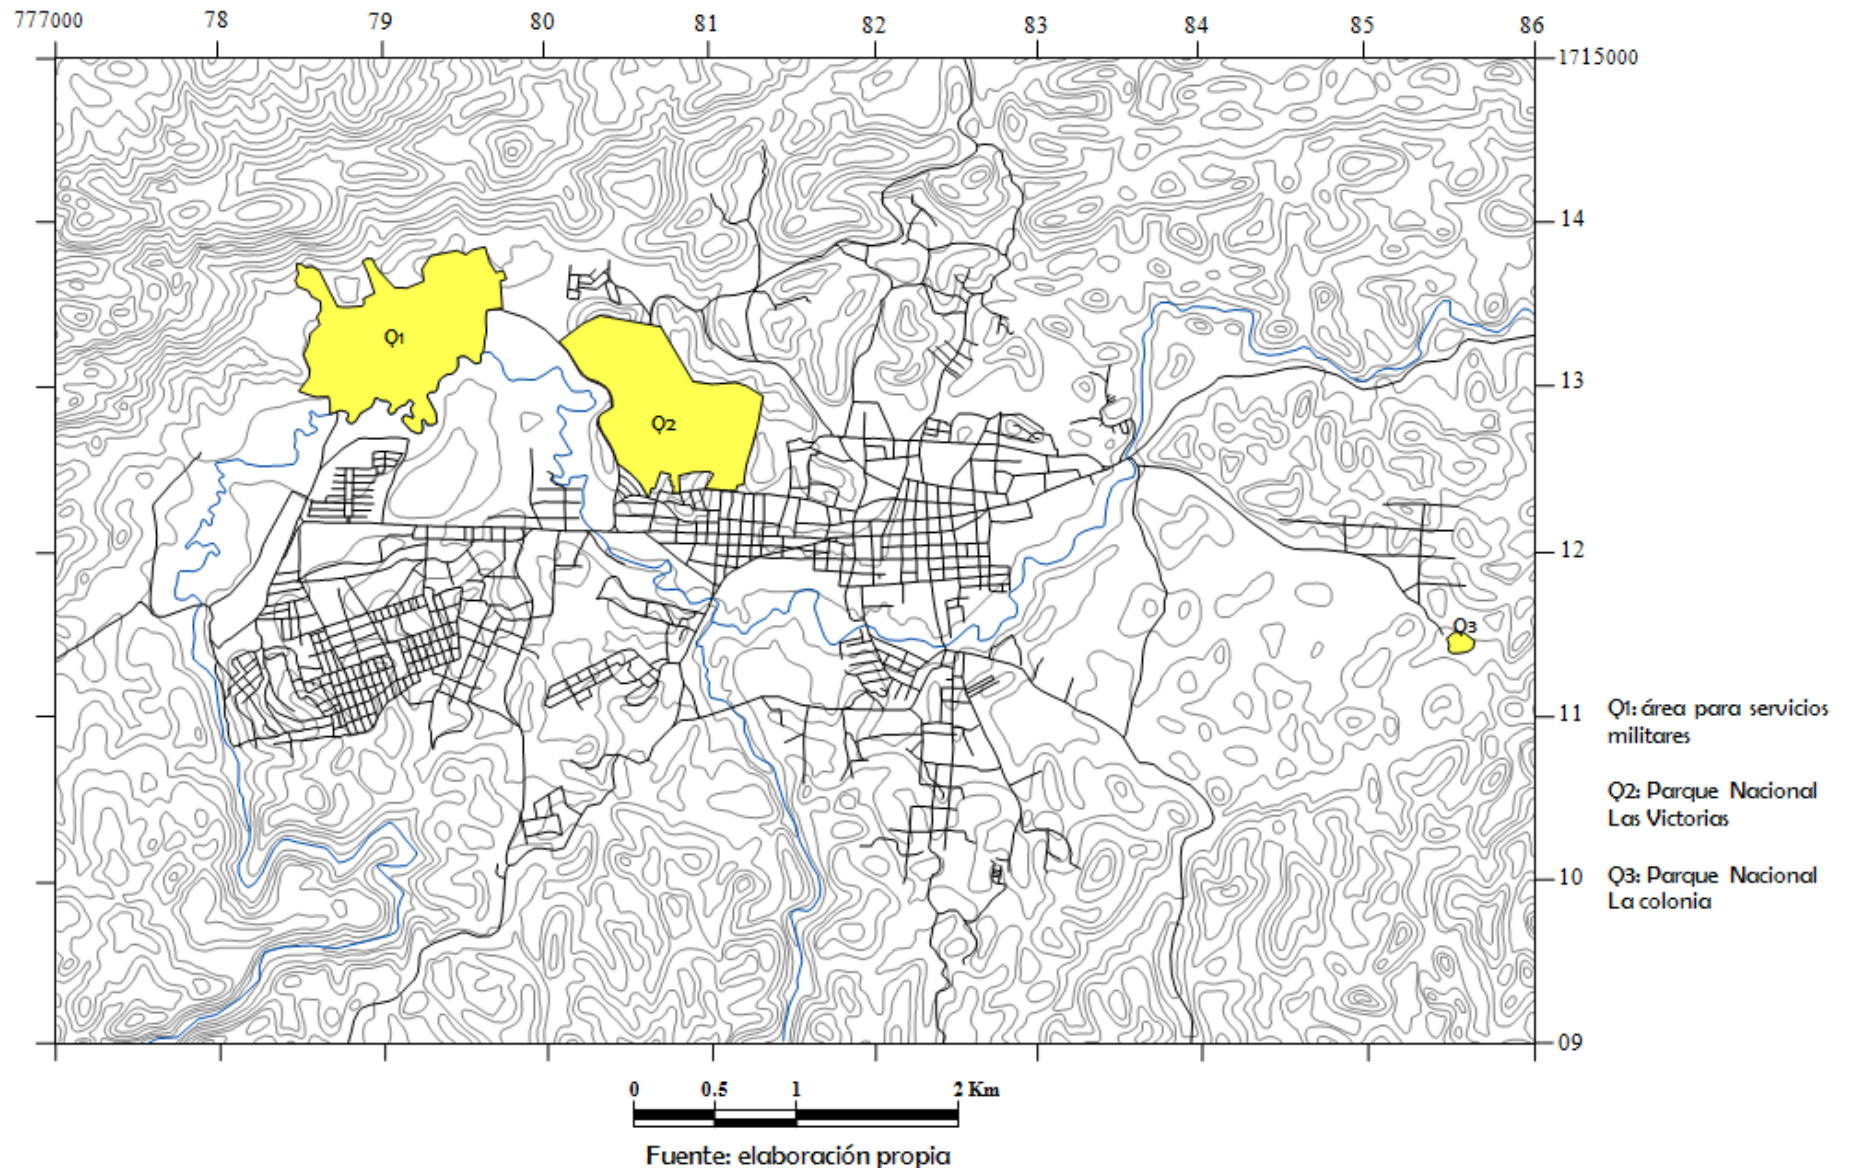 777000 78 79 80 81 82 83 84 85 86
1715000
14
Q1
13
Q2
12
Q3
11
Q1: área para servicios
militares
Q2: Parque Nacional
Las Victorias
10
Q3: Parque Nacional
La colonia
09
0 0.5 1 2 Km
Fuente: elaboración propia